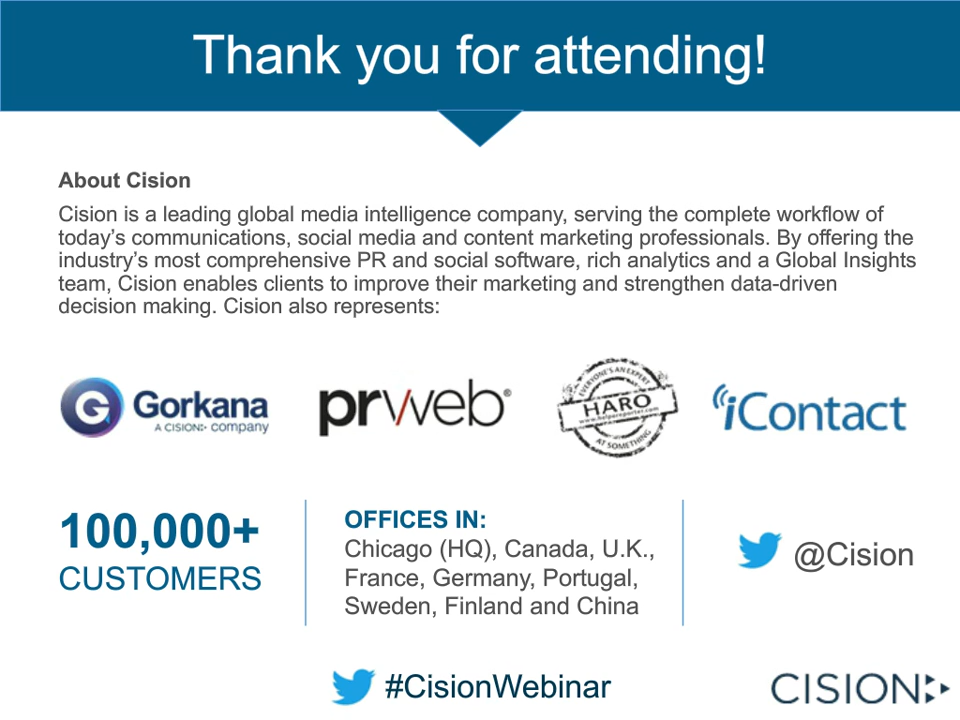 Thank you for attending!
About Cision
Cision is a leading global media intelligence company, serving the complete workflow of
today’s communications, social media and content marketing professionals. By offering the
industry’s most comprehensive PR and social software, rich analytics and a Global Insights
team, Cision enables clients to improve their marketing and strengthen data-driven
decision making. Cision also represents:
G Gorkana
A CISION company
prweb®
EVERYONE'S AN EXPERT
HARO
www.helpareporter.com
AT SOMETHING
iContact
100,000+
CUSTOMERS
OFFICES IN:
Chicago (HQ), Canada, U.K.,
France, Germany, Portugal,
Sweden, Finland and China
@Cision
#CisionWebinar
CISION